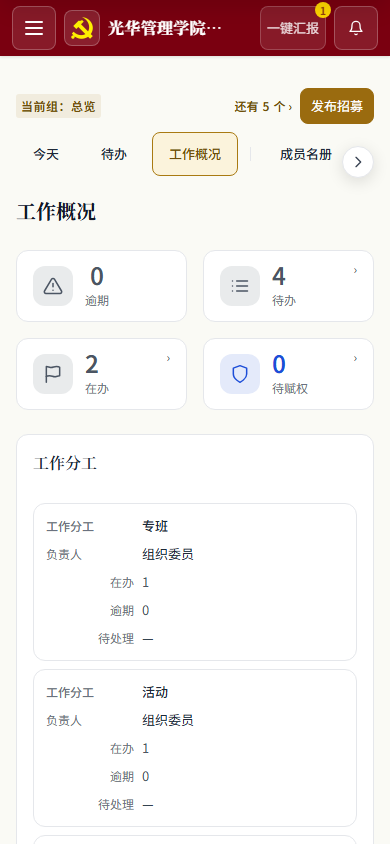 光华管理学院…
一键汇报
1
当前组：总览
还有 5 个 ›
发布招募
今天
待办
工作概况
成员名册
工作概况
0
逾期
4
待办
2
在办
0
待赋权
工作分工
工作分工 专班
负责人 组织委员
在办 1
逾期 0
待处理 —
工作分工 活动
负责人 组织委员
在办 1
逾期 0
待处理 —